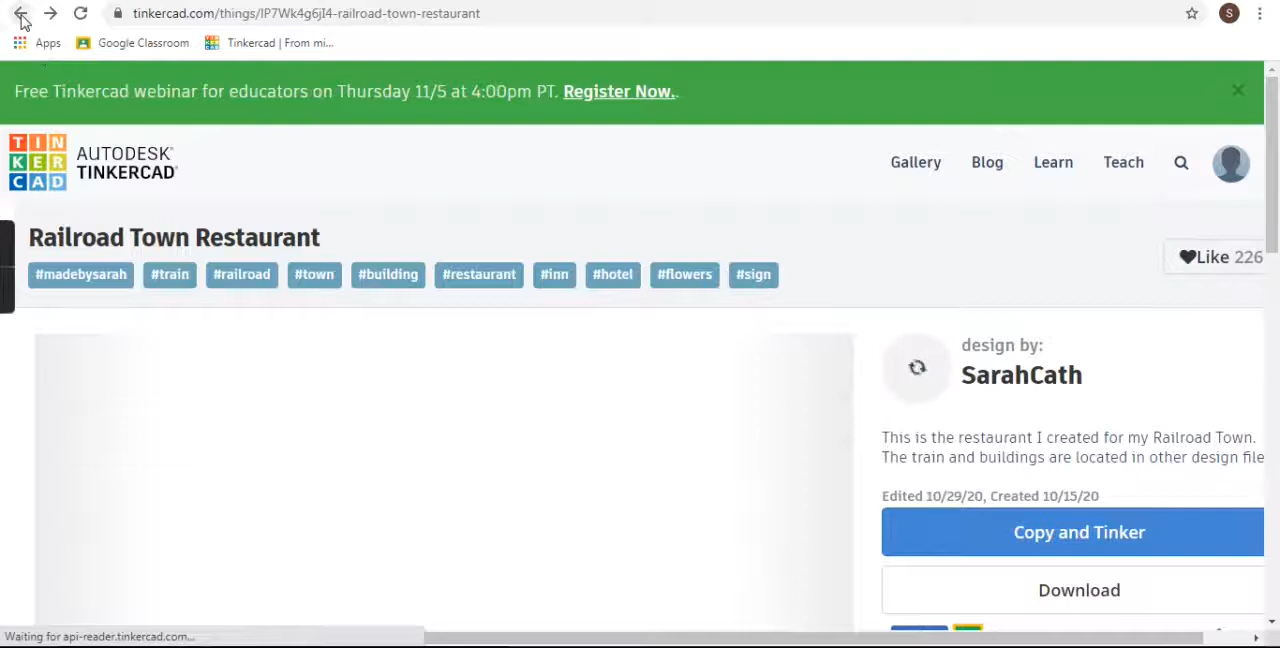 tinkercad.com/things/lP7Wk4g6jI4-railroad-town-restaurant
S
Apps Google Classroom Tinkercad | From mi...
Free Tinkercad webinar for educators on Thursday 11/5 at 4:00pm PT. Register Now..
TIN
KER
CAD
AUTODESK
TINKERCAD
Gallery Blog Learn Teach
Railroad Town Restaurant
#madebysarah #train #railroad #town #building #restaurant #inn #hotel #flowers #sign
Like 226
design by:
SarahCath
This is the restaurant I created for my Railroad Town.
The train and buildings are located in other design file
Edited 10/29/20, Created 10/15/20
Copy and Tinker
Download
Waiting for api-reader.tinkercad.com...